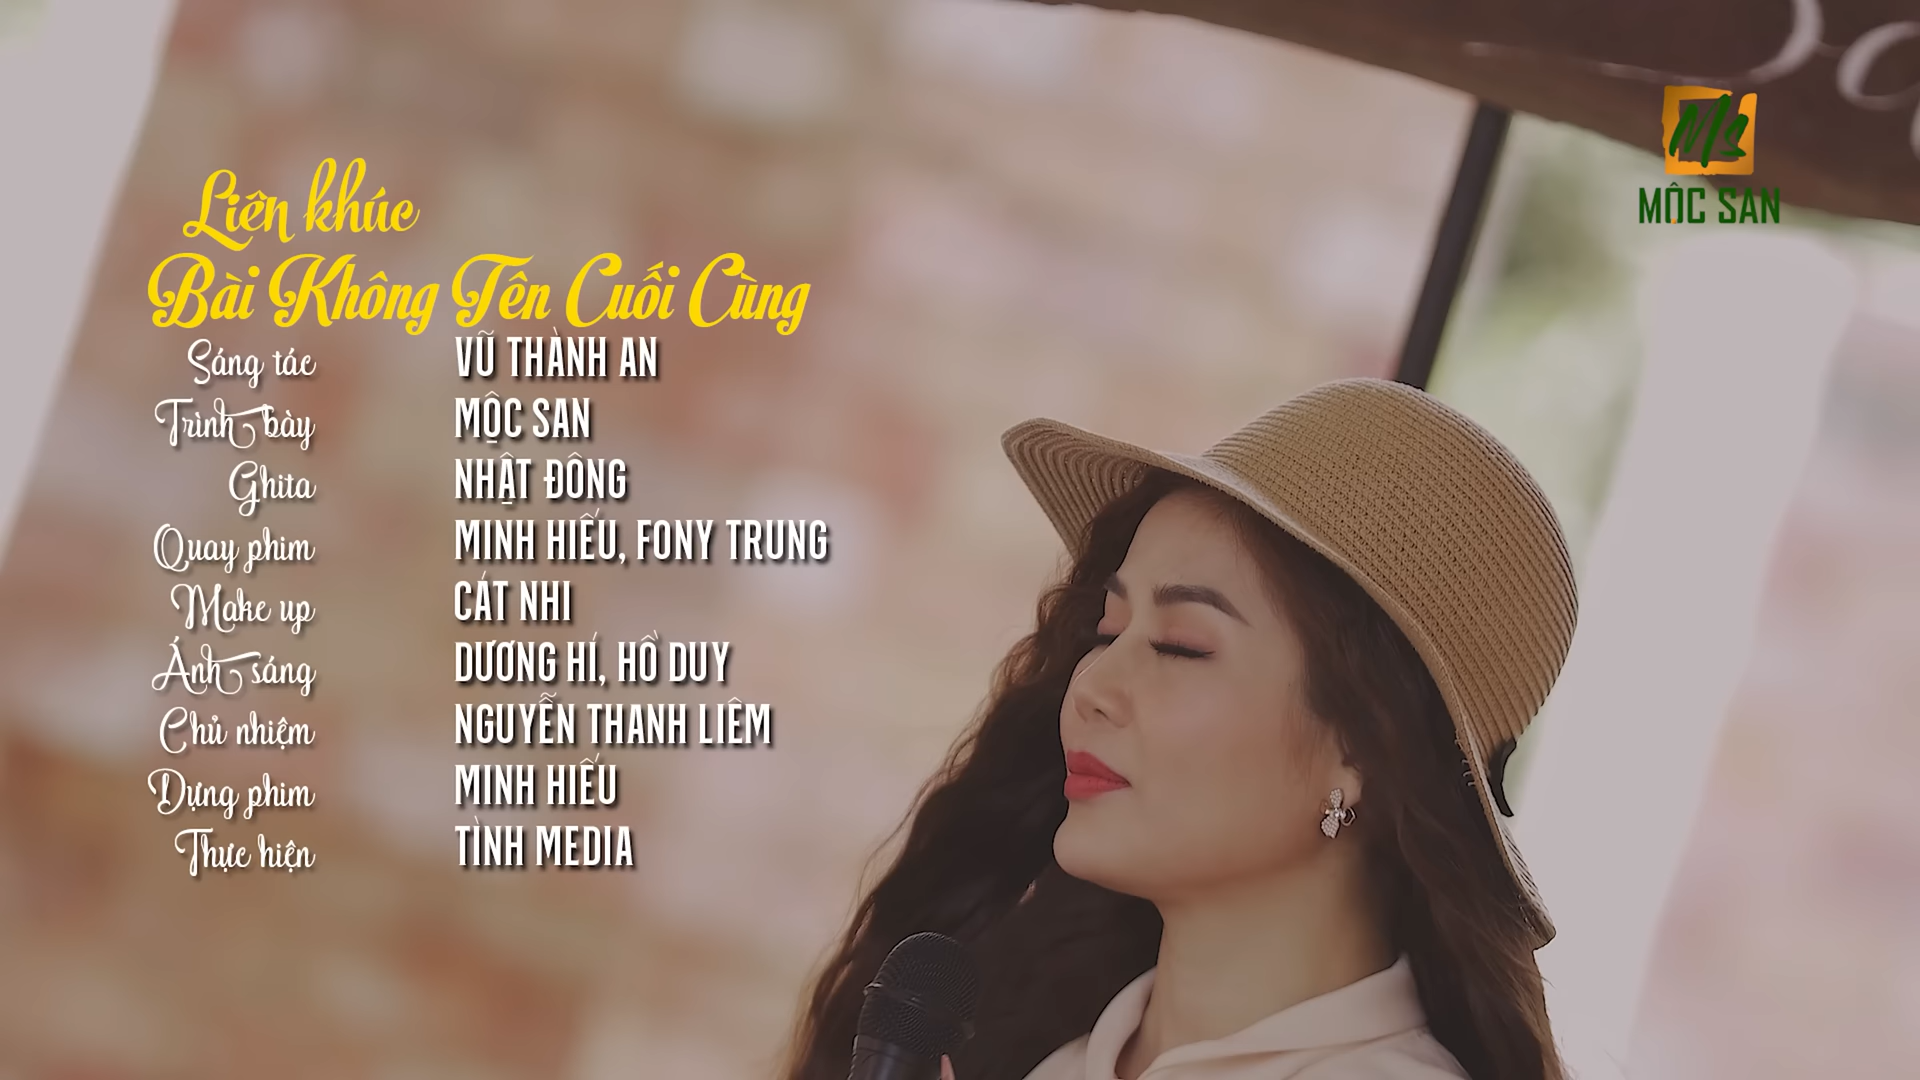 Liên khúc
Bài Không Tên Cuối Cùng
Sáng tác VŨ THÀNH AN
Trình bày MỘC SAN
Ghita NHẬT ĐÔNG
Quay phim MINH HIẾU, FONY TRUNG
Make up CÁT NHI
Ánh sáng DƯƠNG HÍ, HỒ DUY
Chủ nhiệm NGUYỄN THANH LIÊM
Dựng phim MINH HIẾU
Thực hiện TÌNH MEDIA
Ms
MỘC SAN